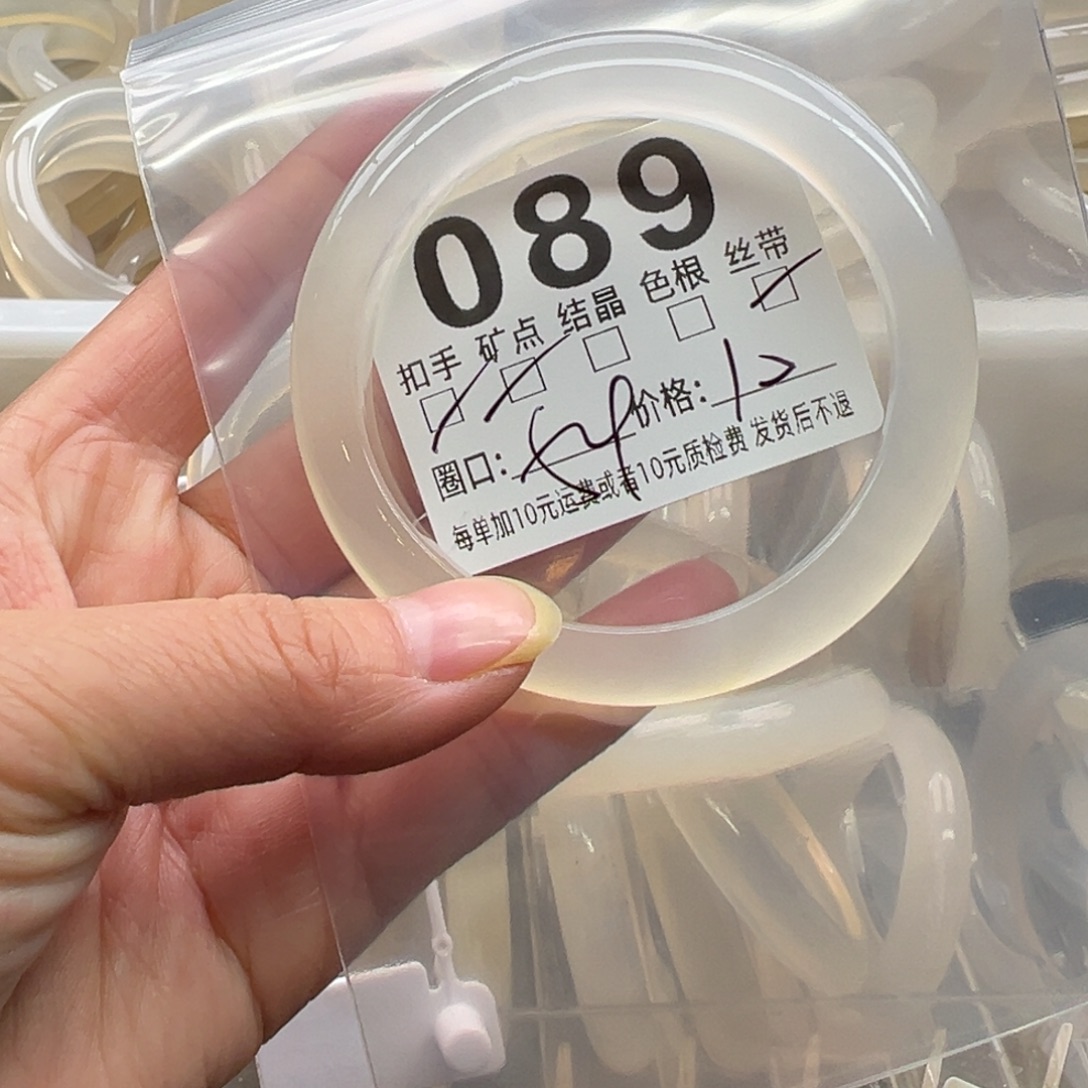 089
扣手 矿点 结晶 色根 丝带
圈口: 价格:
每单加10元运费或者10元质检费 发货后不退